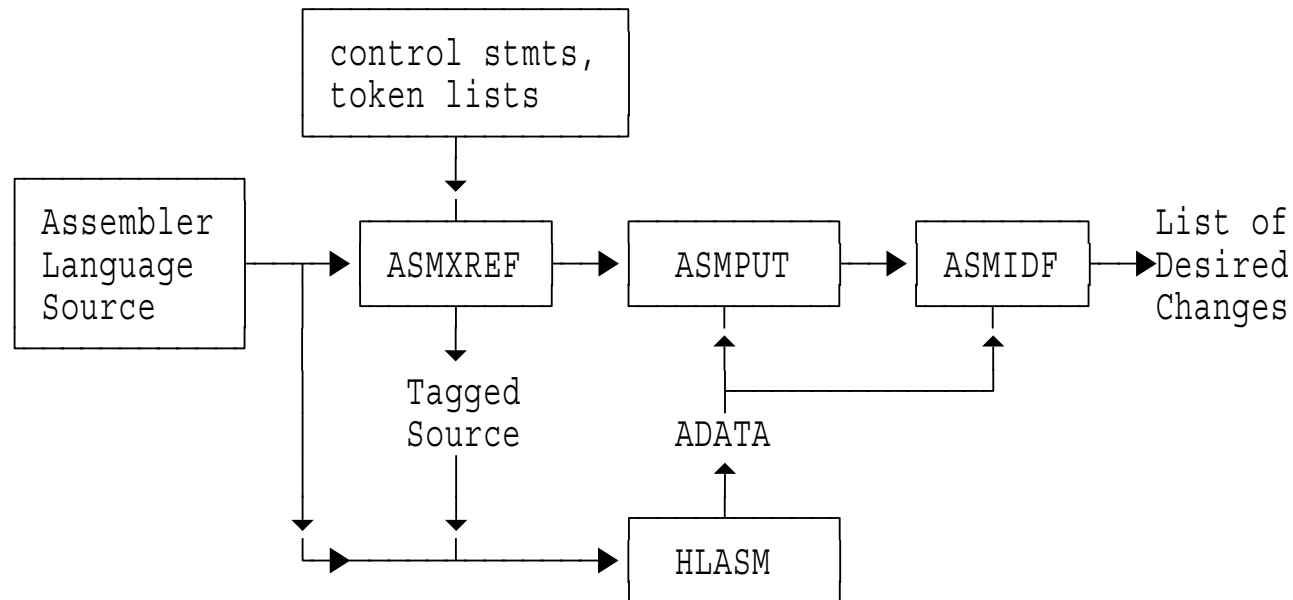 control stmts,
token lists
Assembler
Language
Source
ASMXREF
ASMPUT
ASMIDF
List of
Desired
Changes
Tagged
Source
ADATA
HLASM